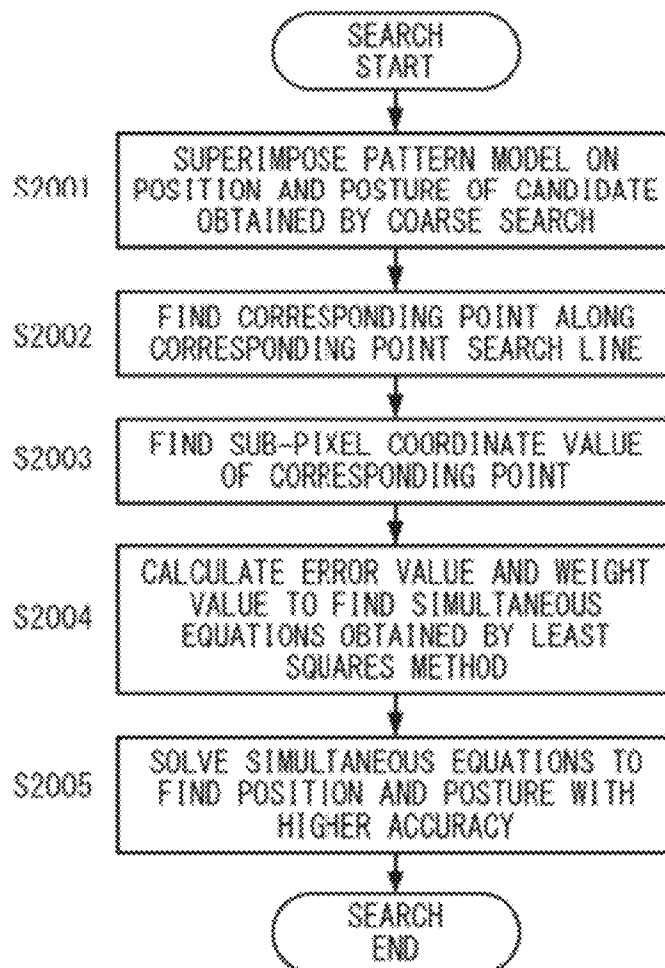 SEARCH
START
S2001
SUPERIMPOSE PATTERN MODEL ON
POSITION AND POSTURE OF CANDIDATE
OBTAINED BY COARSE SEARCH
S2002
FIND CORRESPONDING POINT ALONG
CORRESPONDING POINT SEARCH LINE
S2003
FIND SUB-PIXEL COORDINATE VALUE
OF CORRESPONDING POINT
S2004
CALCULATE ERROR VALUE AND WEIGHT
VALUE TO FIND SIMULTANEOUS
EQUATIONS OBTAINED BY LEAST
SQUARES METHOD
S2005
SOLVE SIMULTANEOUS EQUATIONS TO
FIND POSITION AND POSTURE WITH
HIGHER ACCURACY
SEARCH
END